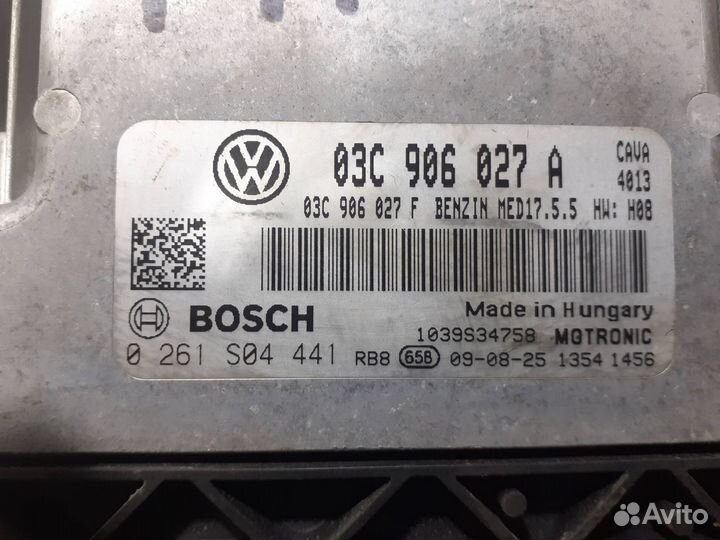 03C 906 027 A CAVA
4013
03C 906 027 F BENZIN MED17.5.5 HW: H08
BOSCH Made in Hungary
1039S34758 MOTRONIC
0 261 S04 441 RB8 65B 09-08-25 1354 1456
Avito